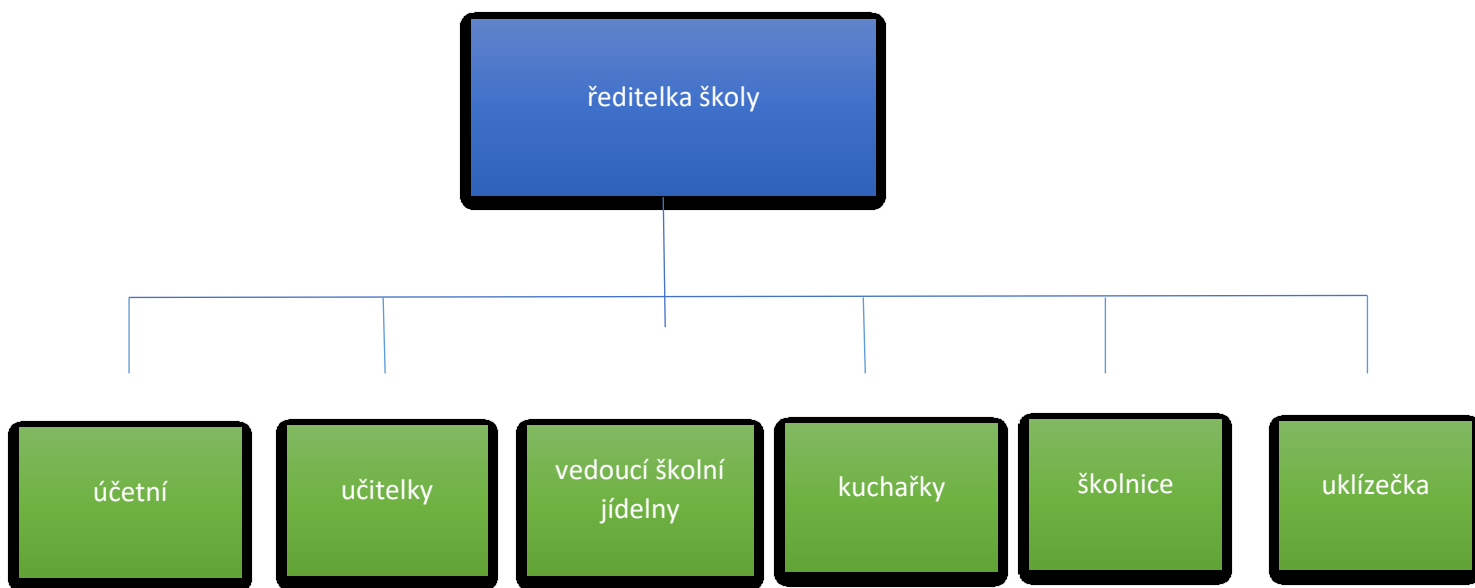 ředitelka školy
účetní
učitelky
vedoucí školní
jídelny
kuchařky
školnice
uklízečka